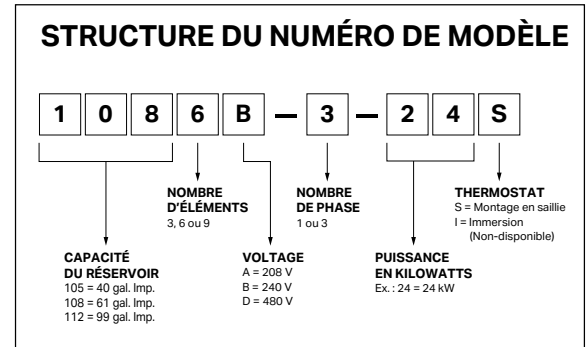 STRUCTURE DU NUMÉRO DE MODÈLE
1 0 8 6 B — 3 — 2 4 S
NOMBRE
D'ÉLÉMENTS
3, 6 ou 9
NOMBRE
DE PHASE
1 ou 3
THERMOSTAT
S = Montage en saillie
I = Immersion
(Non-disponible)
CAPACITÉ
DU RÉSERVOIR
105 = 40 gal. Imp.
108 = 61 gal. Imp.
112 = 99 gal. Imp.
VOLTAGE
A = 208 V
B = 240 V
D = 480 V
PUISSANCE
EN KILOWATTS
Ex. : 24 = 24 kW